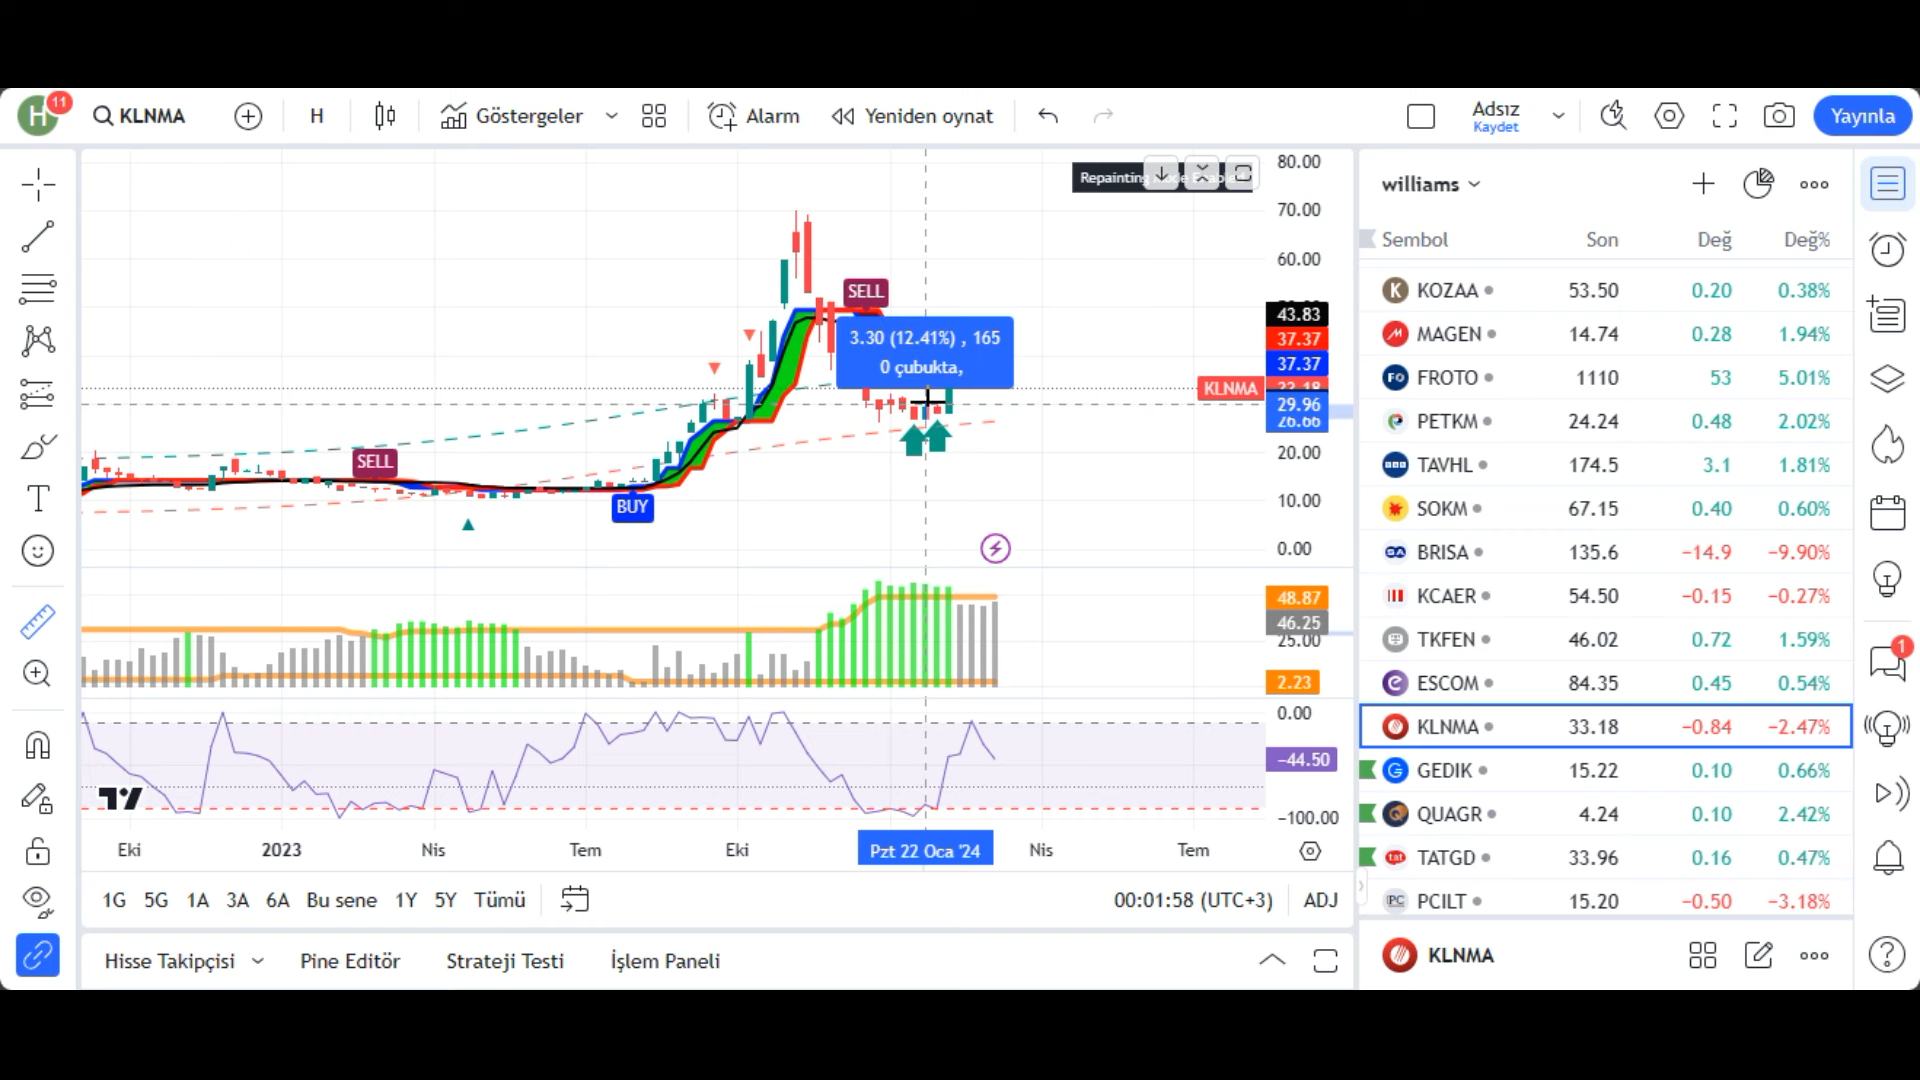 H
11
KLNMA
H
Göstergeler
Alarm
Yeniden oynat
Adsız
Kaydet
Yayınla
80.00
70.00
60.00
43.83
37.37
37.37
KLNMA
29.96
26.66
20.00
10.00
0.00
SELL
3.30 (12.41%) , 165
0 çubukta,
SELL
BUY
48.87
46.25
25.00
2.23
0.00
−44.50
−100.00
Eki
2023
Nis
Tem
Eki
Pzt 22 Oca '24
Nis
Tem
1G
5G
1A
3A
6A
Bu sene
1Y
5Y
Tümü
00:01:58 (UTC+3)
ADJ
Hisse Takipçisi
Pine Editör
Strateji Testi
İşlem Paneli
williams
Sembol Son Değ Değ%
KOZAA 53.50 0.20 0.38%
MAGEN 14.74 0.28 1.94%
FROTO 1110 53 5.01%
PETKM 24.24 0.48 2.02%
TAVHL 174.5 3.1 1.81%
SOKM 67.15 0.40 0.60%
BRISA 135.6 −14.9 −9.90%
KCAER 54.50 −0.15 −0.27%
TKFEN 46.02 0.72 1.59%
ESCOM 84.35 0.45 0.54%
KLNMA 33.18 −0.84 −2.47%
GEDIK 15.22 0.10 0.66%
QUAGR 4.24 0.10 2.42%
TATGD 33.96 0.16 0.47%
PCILT 15.20 −0.50 −3.18%
KLNMA
1